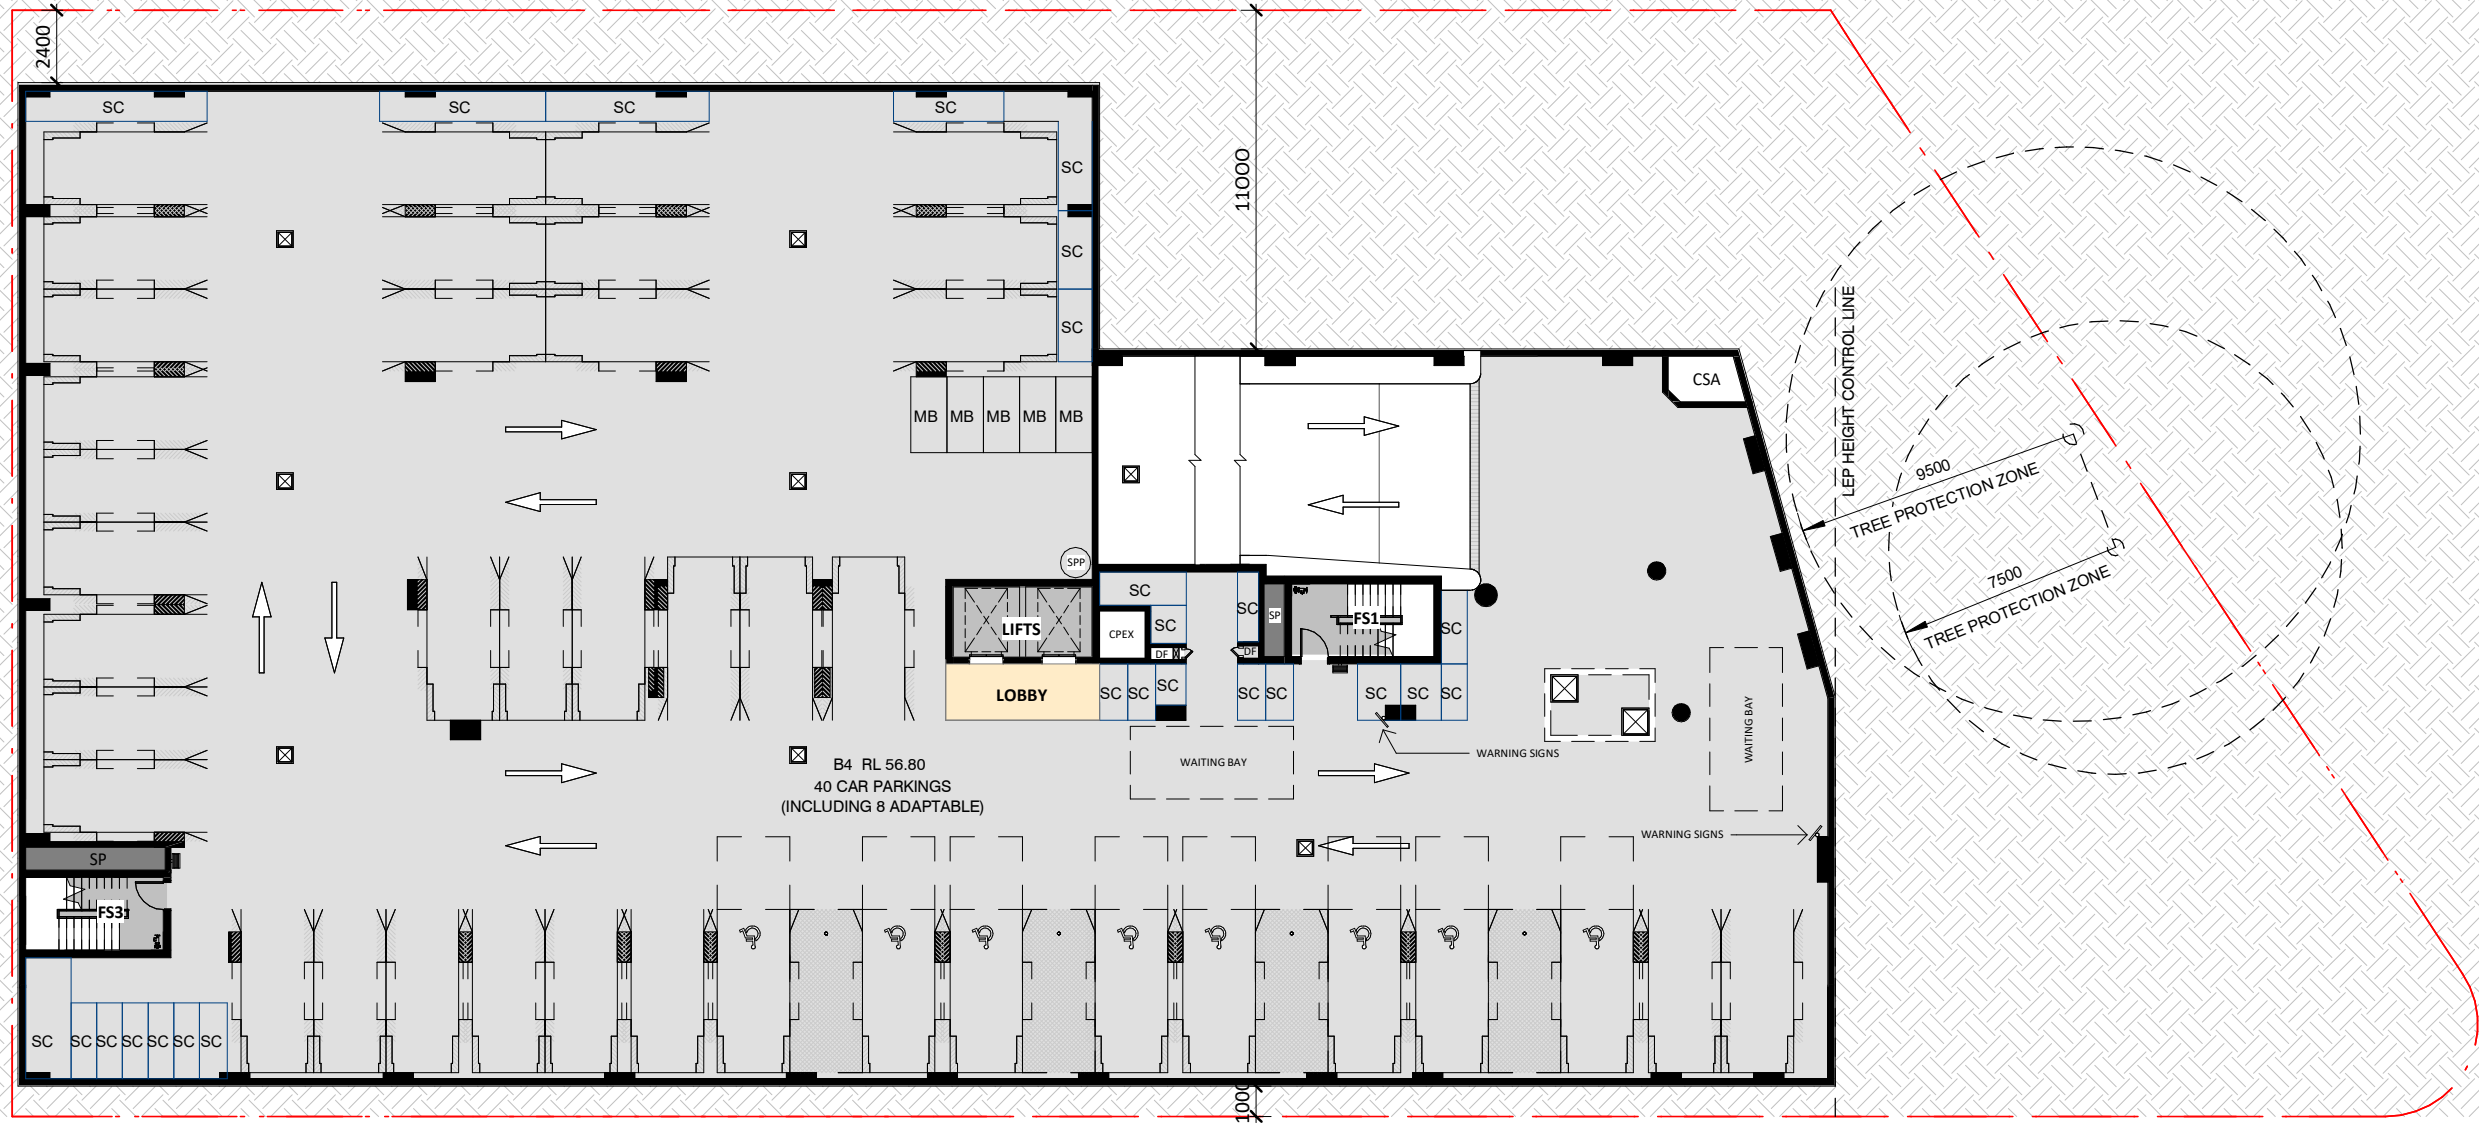 2400
11000
SC
SC
SC
SC
SC
SC
SC
MB
MB
MB
MB
MB
CSA
LEP HEIGHT CONTROL LINE
9500
TREE PROTECTION ZONE
7500
TREE PROTECTION ZONE
SPP
LIFTS
SC
CPEX
SC
DF
SC
SP
DF
FS1
SC
LOBBY
SC
SC
SC
SC
SC
SC
SC
SC
WAITING BAY
WARNING SIGNS
WAITING BAY
B4 RL 56.80
40 CAR PARKINGS
(INCLUDING 8 ADAPTABLE)
WARNING SIGNS
SP
FS3
SC
SC
SC
SC
SC
SC
SC
1000